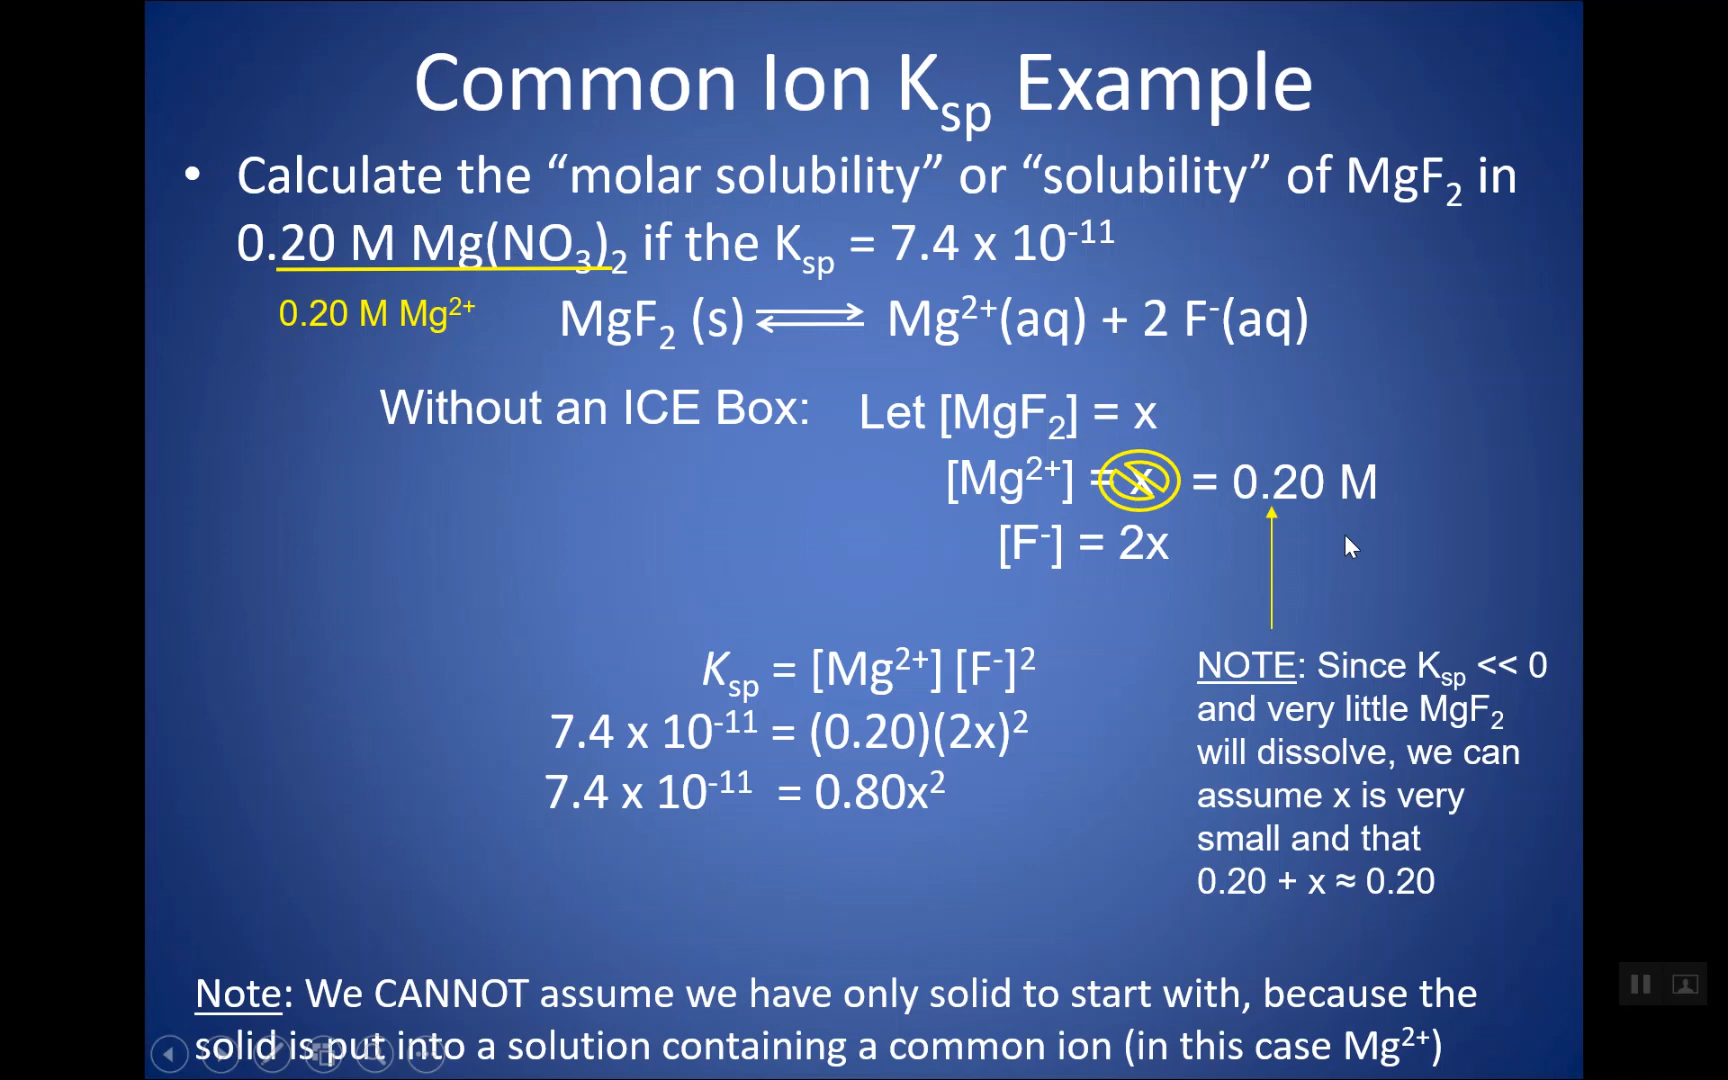 Common Ion Ksp Example
• Calculate the “molar solubility” or “solubility” of MgF₂ in
0.20 M Mg(NO₃)₂ if the Ksp = 7.4 x 10⁻¹¹
0.20 M Mg²⁺
MgF₂ (s) ⇌ Mg²⁺(aq) + 2 F⁻(aq)
Without an ICE Box: Let [MgF₂] = x
[Mg²⁺] = x = 0.20 M
[F⁻] = 2x
Ksp = [Mg²⁺] [F⁻]²
7.4 x 10⁻¹¹ = (0.20)(2x)²
7.4 x 10⁻¹¹ = 0.80x²
NOTE: Since Ksp << 0
and very little MgF₂
will dissolve, we can
assume x is very
small and that
0.20 + x ≈ 0.20
Note: We CANNOT assume we have only solid to start with, because the
solid is put into a solution containing a common ion (in this case Mg²⁺)